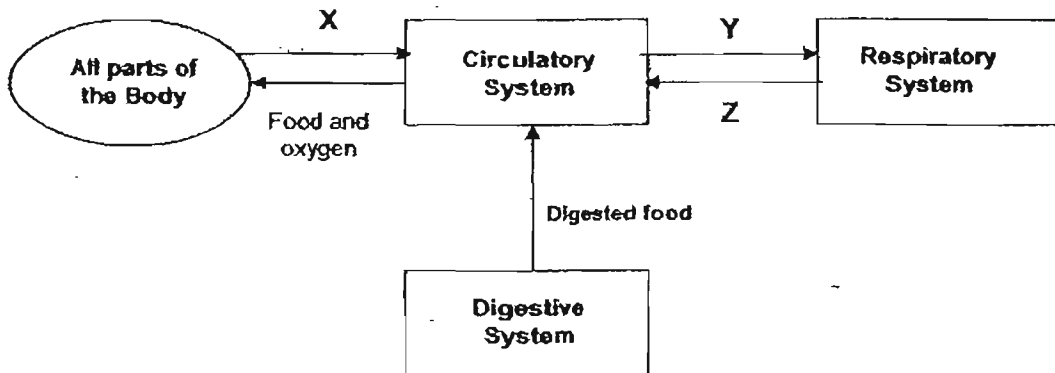 X
All parts of
the Body
Food and
oxygen
Circulatory
System
Y
Z
Respiratory
System
Digested food
Digestive
System